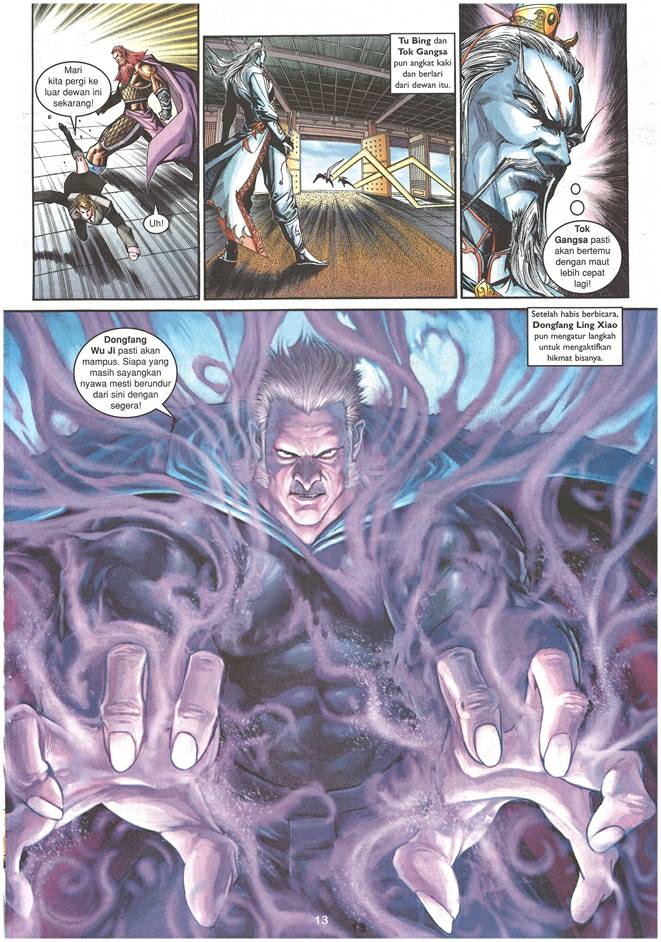 Mari
kita pergi ke
luar dewan ini
sekarang!
Uh!
Tu Bing dan
Tok Gangsa
pun angkat kaki
dan berlari
dari dewan itu.
Tok
Gangsa pasti
akan bertemu
dengan maut
lebih cepat
lagi!
Dongfang
Wu Ji pasti akan
mampus. Siapa yang
masih sayangkan
nyawa mesti berundur
dari sini dengan
segera!
Setelah habis berbicara,
Dongfang Ling Xiao
pun mengatur langkah
untuk mengaktifkan
hikmat bisanya.
13